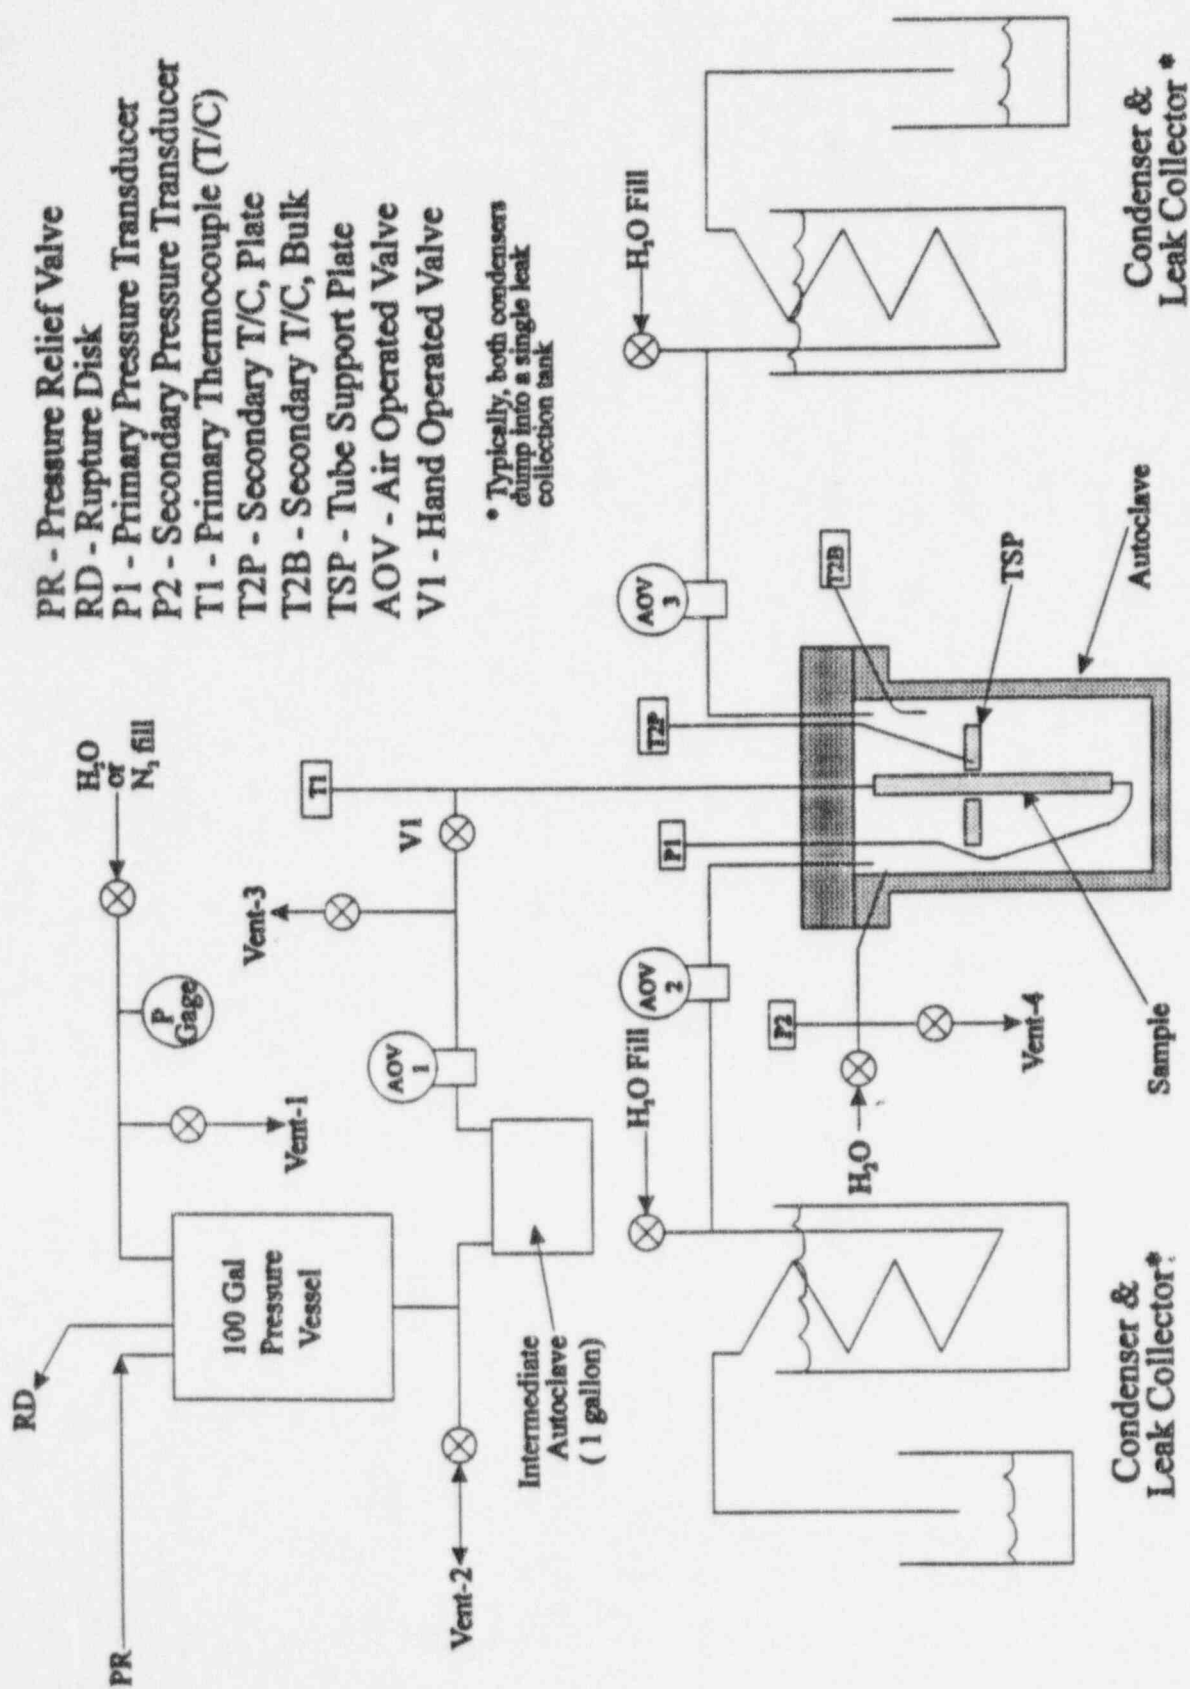 PR - Pressure Relief Valve
RD - Rupture Disk
P1 - Primary Pressure Transducer
P2 - Secondary Pressure Transducer
T1 - Primary Thermocouple (T/C)
T2P - Secondary T/C, Plate
T2B - Secondary T/C, Bulk
TSP - Tube Support Plate
AOV - Air Operated Valve
V1 - Hand Operated Valve
* Typically, both condensers
dump into a single leak
collection tank
PR
RD
100 Gal
Pressure
Vessel
Vent-1
P
Gage
H₂O
or
N₂ fill
Vent-2
Intermediate
Autoclave
( 1 gallon)
AOV
1
Vent-3
V1
T1
H₂O Fill
AOV
2
P1
T2P
AOV
3
H₂O Fill
P2
H₂O
Vent-4
T2B
TSP
Sample
Autoclave
Condenser &
Leak Collector*
Condenser &
Leak Collector *